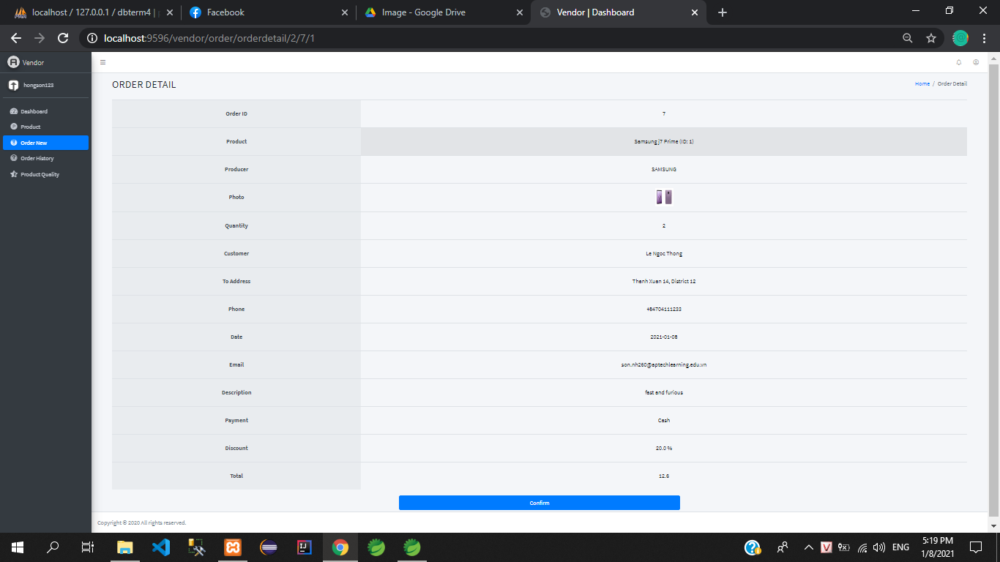 localhost / 127.0.0.1 / dbterm4 |
Facebook
Image - Google Drive
Vendor | Dashboard
localhost:9596/vendor/order/orderdetail/2/7/1
Vendor
hongson123
Dashboard
Product
Order New
Order History
Product Quality
ORDER DETAIL
Home / Order Detail
Order ID 7
Product Samsung j7 Prime (ID: 1)
Producer SAMSUNG
Photo
Quantity 2
Customer Le Ngoc Thong
To Address Thanh Xuan 14, District 12
Phone +84704111233
Date 2021-01-08
Email son.nh260@aptechlearning.edu.vn
Description fast and furious
Payment Cash
Discount 20.0 %
Total 12.6
Confirm
Copyright © 2020 All rights reserved.
ENG
5:19 PM
1/8/2021